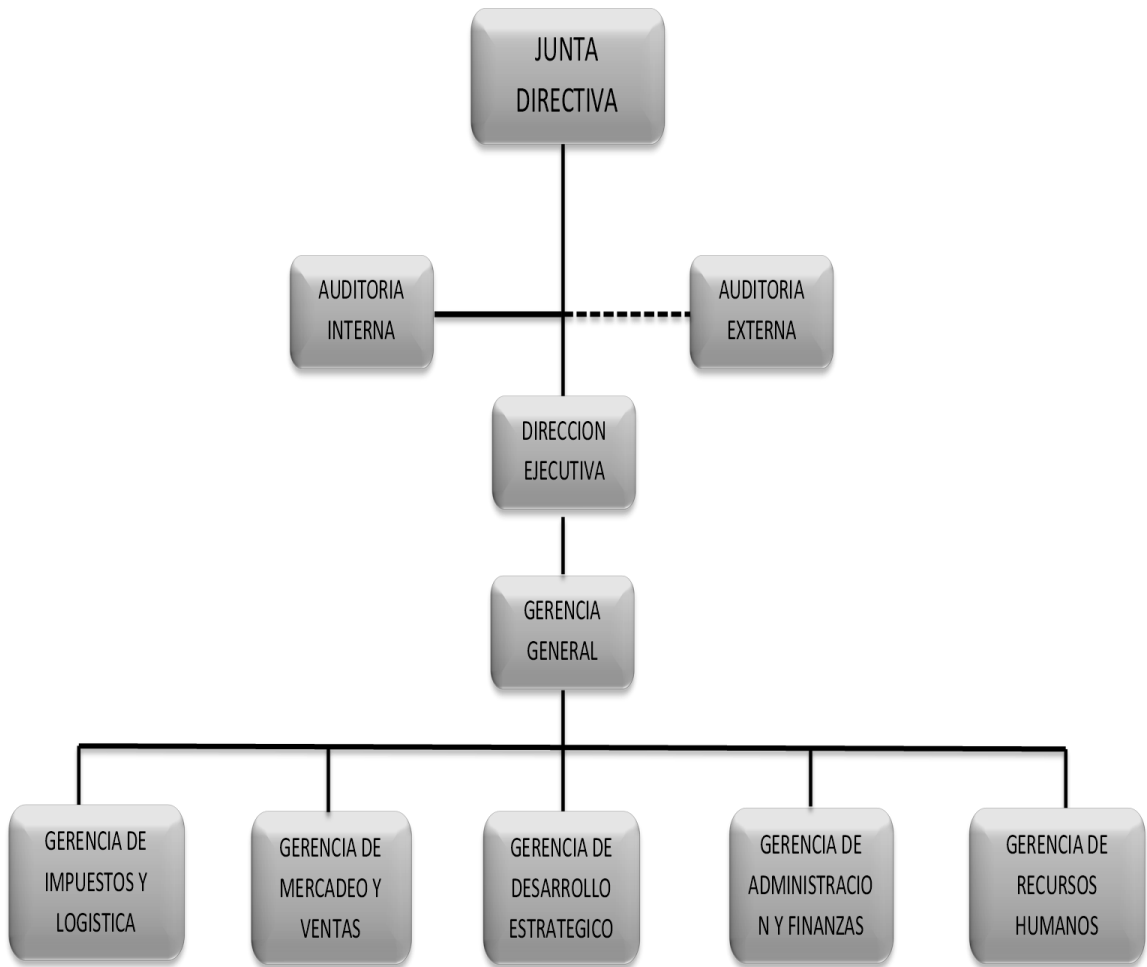 JUNTA
DIRECTIVA
AUDITORIA
INTERNA
AUDITORIA
EXTERNA
DIRECCION
EJECUTIVA
GERENCIA
GENERAL
GERENCIA DE
IMPUESTOS Y
LOGISTICA
GERENCIA DE
MERCADEO Y
VENTAS
GERENCIA DE
DESARROLLO
ESTRATEGICO
GERENCIA DE
ADMINISTRACIO
N Y FINANZAS
GERENCIA DE
RECURSOS
HUMANOS